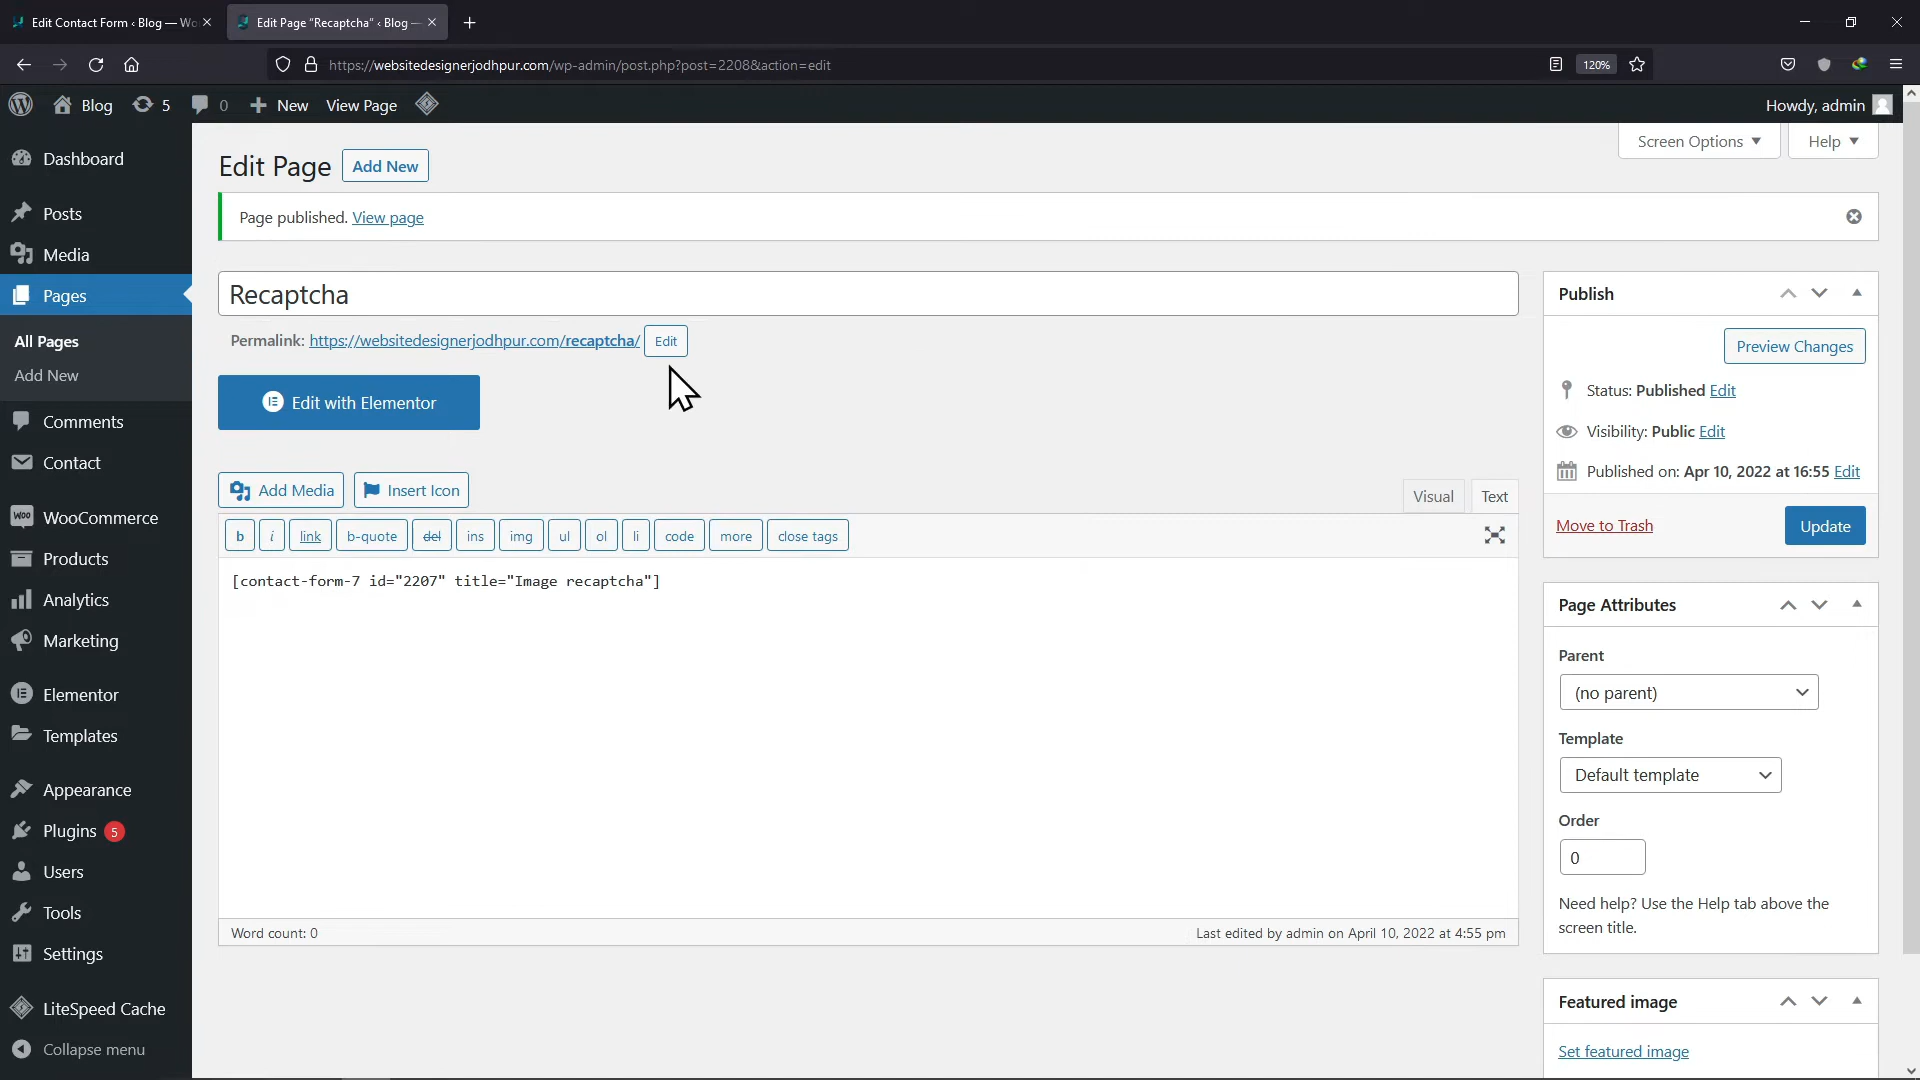 Edit Contact Form ‹ Blog — Wo
Edit Page "Recaptcha" ‹ Blog —
https://websitedesignerjodhpur.com/wp-admin/post.php?post=2208&action=edit
120%
Blog
5
0
New
View Page
Howdy, admin
Dashboard
Posts
Media
Pages
All Pages
Add New
Comments
Contact
WooCommerce
Products
Analytics
Marketing
Elementor
Templates
Appearance
Plugins 5
Users
Tools
Settings
LiteSpeed Cache
Collapse menu
Screen Options
Help
Edit Page
Add New
Page published. View page
Recaptcha
Permalink: https://websitedesignerjodhpur.com/recaptcha/ Edit
Edit with Elementor
Add Media
Insert Icon
Visual
Text
b
i
link
b-quote
del
ins
img
ul
ol
li
code
more
close tags
[contact-form-7 id="2207" title="Image recaptcha"]
Word count: 0
Last edited by admin on April 10, 2022 at 4:55 pm
Publish
Preview Changes
Status: Published Edit
Visibility: Public Edit
Published on: Apr 10, 2022 at 16:55 Edit
Move to Trash
Update
Page Attributes
Parent
(no parent)
Template
Default template
Order
0
Need help? Use the Help tab above the
screen title.
Featured image
Set featured image